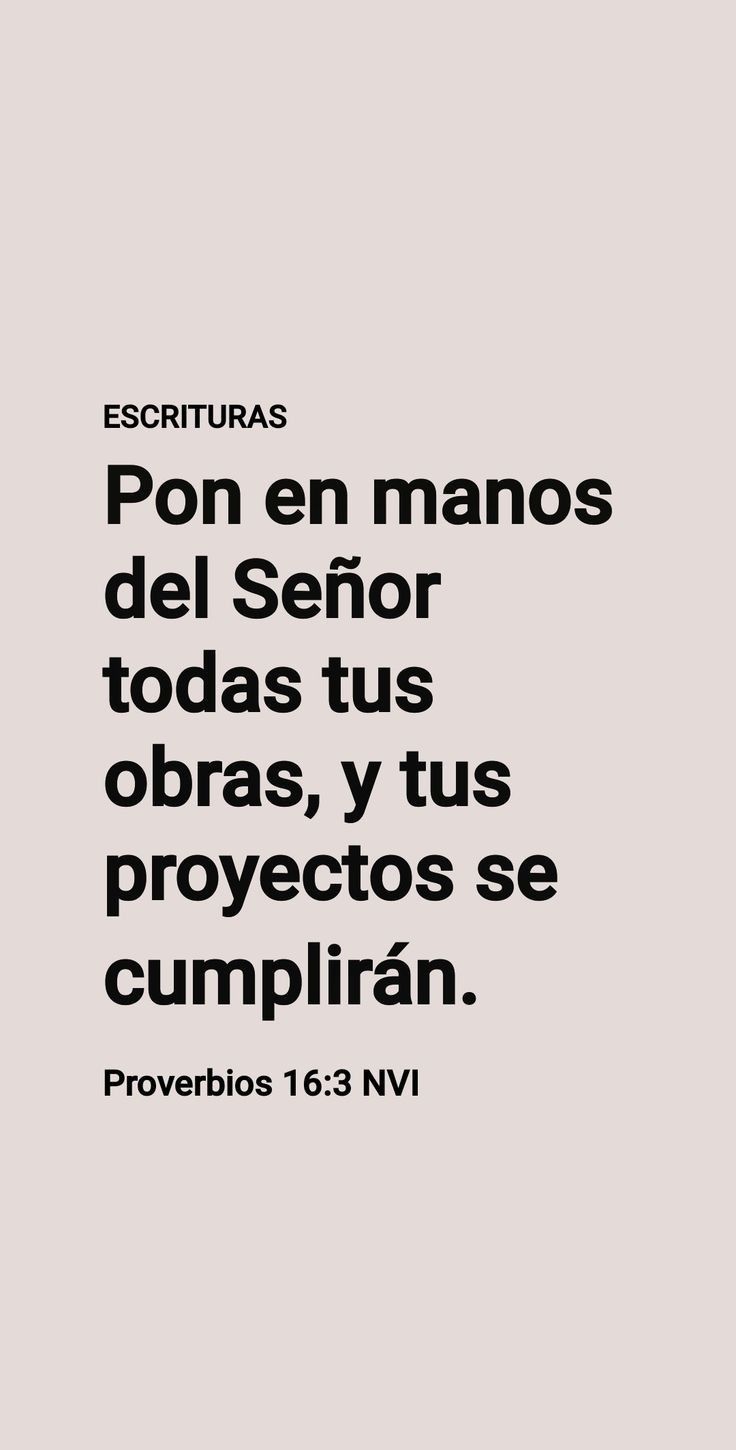 ESCRITURAS
Pon en manos
del Señor
todas tus
obras, y tus
proyectos se
cumplirán.
Proverbios 16:3 NVI